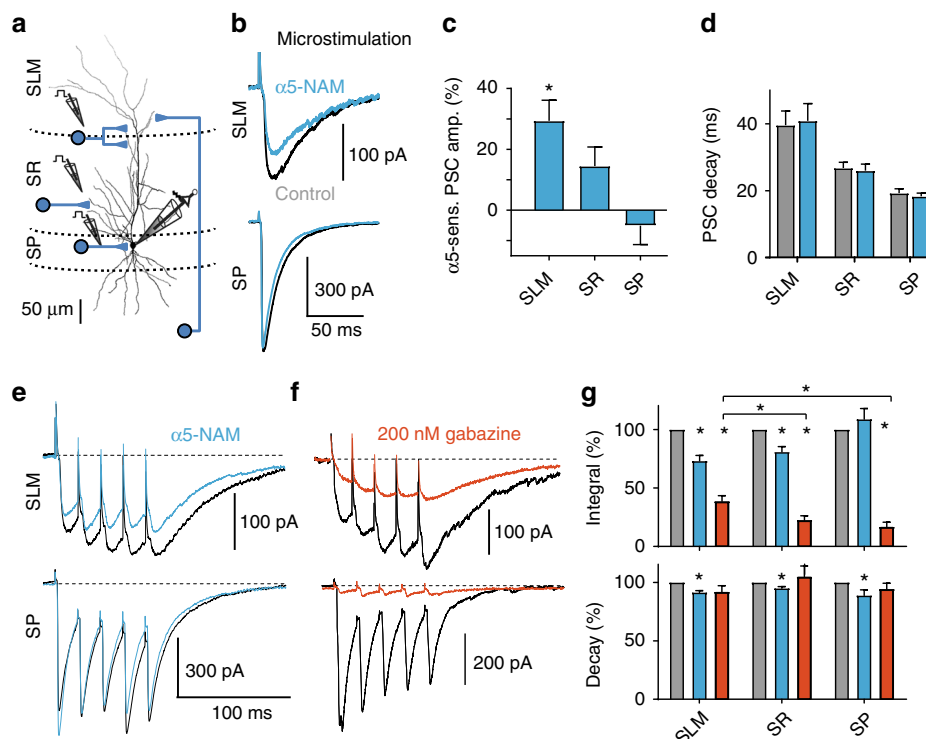 a
SLM
SR
SP
50 μm
b
Microstimulation
α5-NAM
SLM
100 pA
Control
SP
300 pA
50 ms
c
α5-sens. PSC amp. (%)
40
20
0
*
SLM
SR
SP
d
PSC decay (ms)
40
20
0
SLM
SR
SP
e
α5-NAM
SLM
100 pA
SP
300 pA
100 ms
f
200 nM gabazine
100 pA
200 pA
g
*
*
Integral (%)
100
50
0
* *
* *
*
Decay (%)
100
50
0
*
*
*
SLM
SR
SP